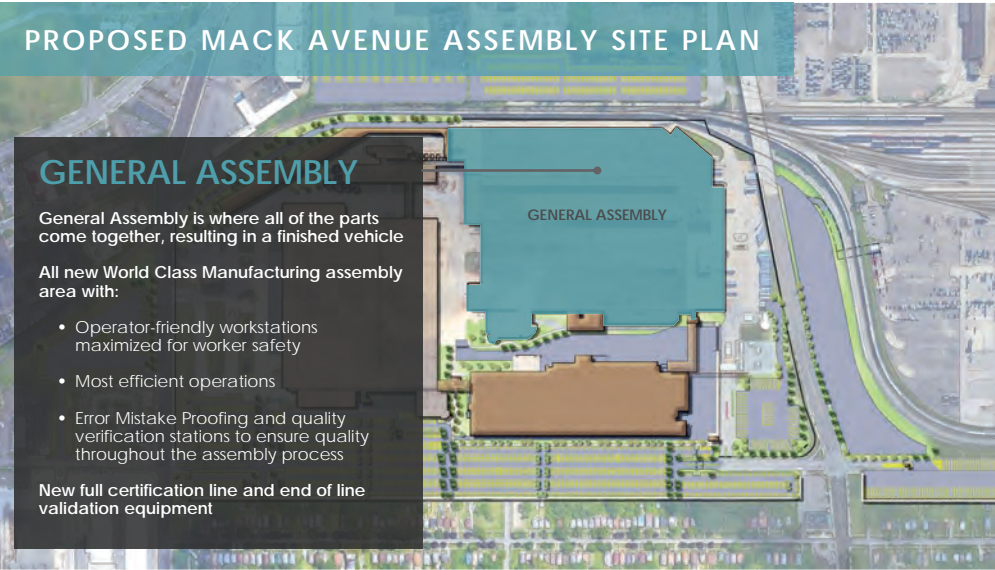 PROPOSED MACK AVENUE ASSEMBLY SITE PLAN
GENERAL ASSEMBLY
General Assembly is where all of the parts
come together, resulting in a finished vehicle
All new World Class Manufacturing assembly
area with:
• Operator-friendly workstations
maximized for worker safety
• Most efficient operations
• Error Mistake Proofing and quality
verification stations to ensure quality
throughout the assembly process
New full certification line and end of line
validation equipment
GENERAL ASSEMBLY